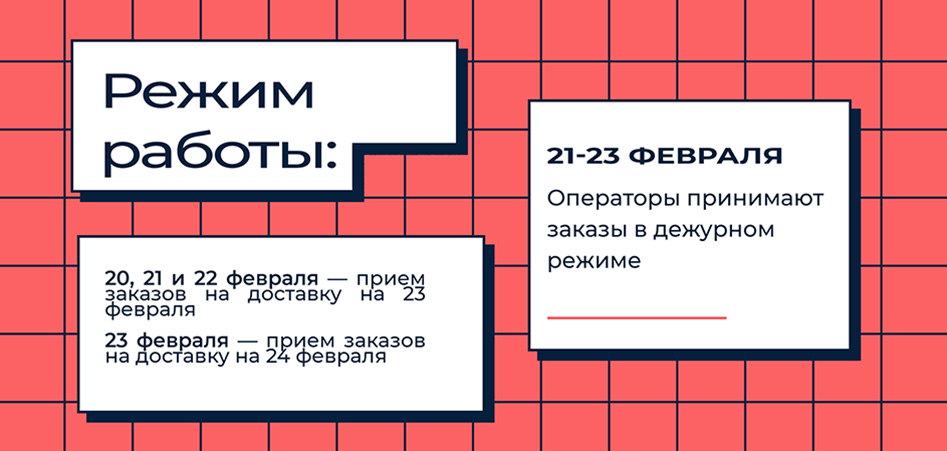 Режим
работы:
20, 21 и 22 февраля — прием
заказов на доставку на 23
февраля
23 февраля — прием заказов
на доставку на 24 февраля
21-23 ФЕВРАЛЯ
Операторы принимают
заказы в дежурном
режиме